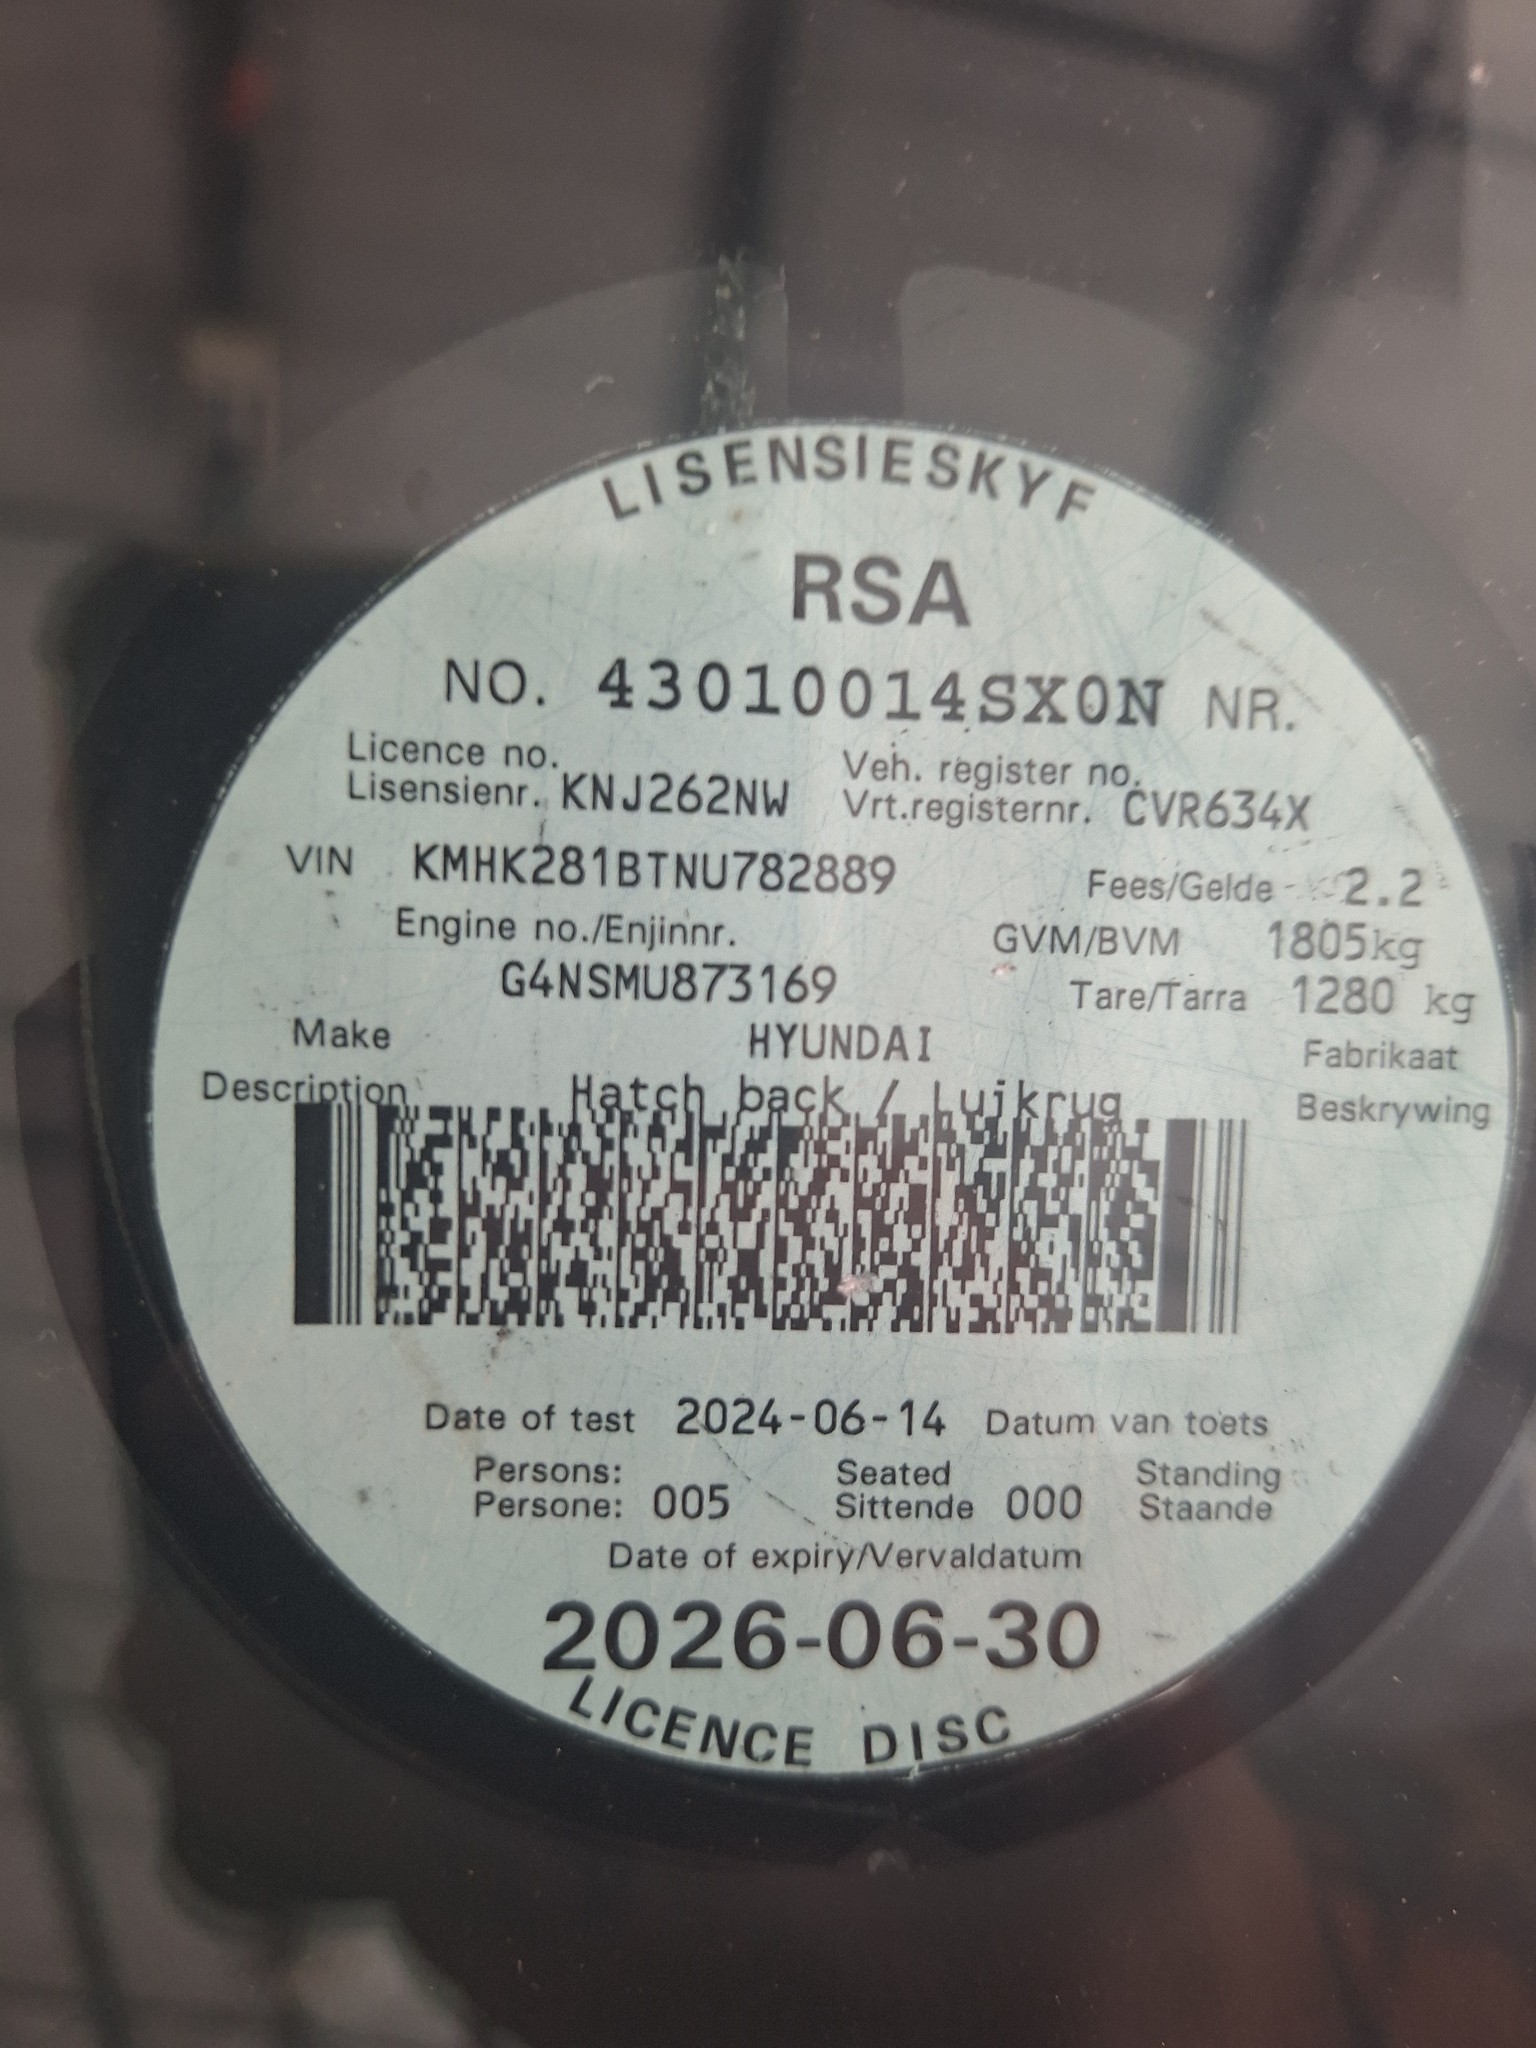 LISENSIESKYF
RSA
NO. 43010014SX0N NR.
Licence no. Veh. register no.
Lisensienr. KNJ262NW Vrt.registernr. CVR634X
VIN KMHK281BTNU782889 Fees/Gelde 2.2
Engine no./Enjinnr. GVM/BVM 1805kg
G4NSMU873169 Tare/Tarra 1280 kg
Make HYUNDAI Fabrikaat
Description Hatch back / Luikrug Beskrywing
Date of test 2024-06-14 Datum van toets
Persons: Seated Standing
Persone: 005 Sittende 000 Staande
Date of expiry/Vervaldatum
2026-06-30
LICENCE DISC